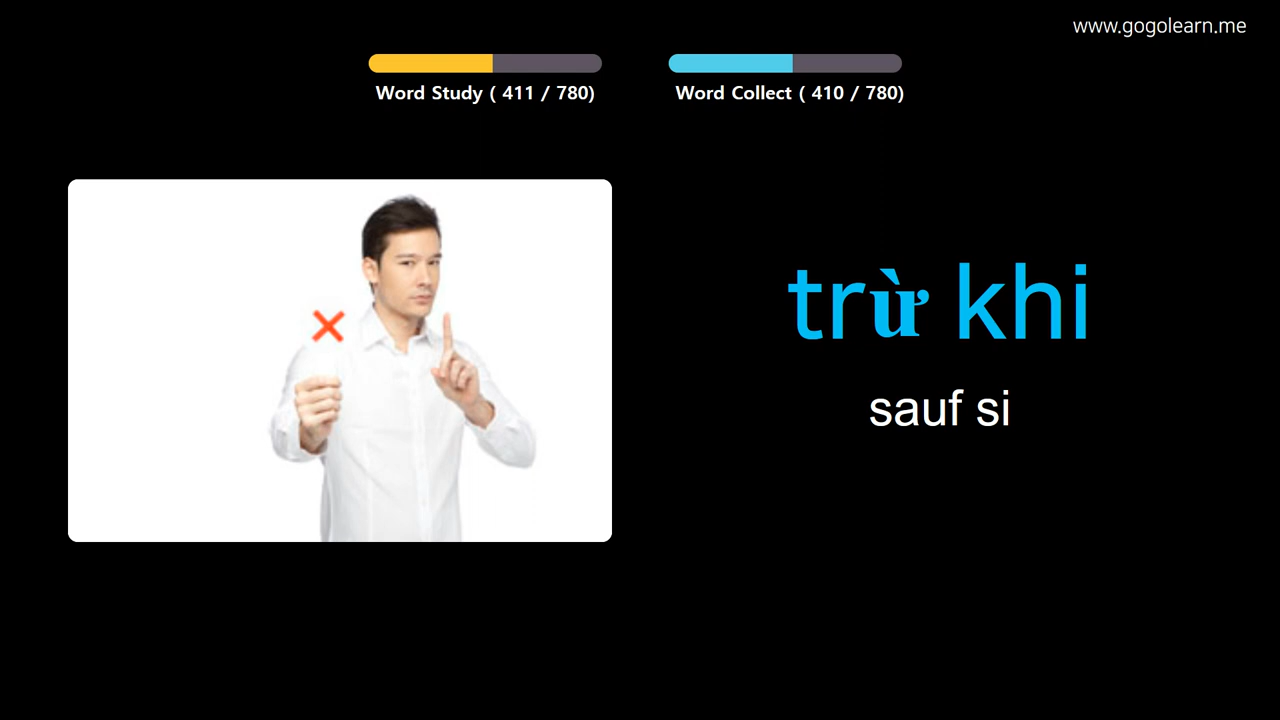 www.gogolearn.me
Word Study ( 411 / 780)
Word Collect ( 410 / 780)
trừ khi
sauf si